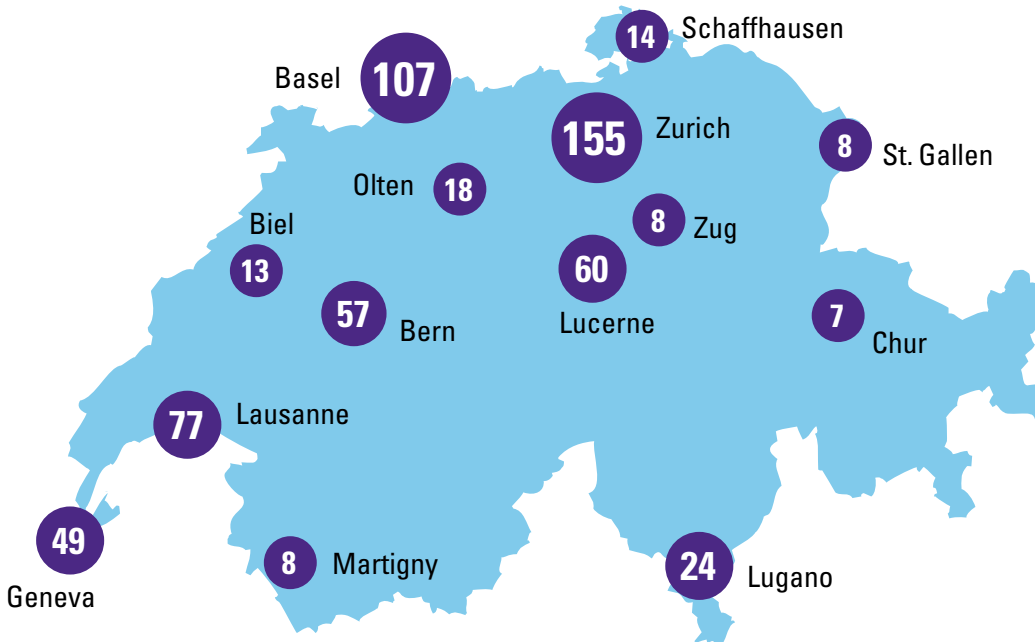 Schaffhausen
14
Basel
107
155
Zurich
8
St. Gallen
Olten
18
Biel
8
Zug
13
60
Lucerne
57
Bern
7
Chur
Lausanne
77
49
Geneva
8
Martigny
24
Lugano